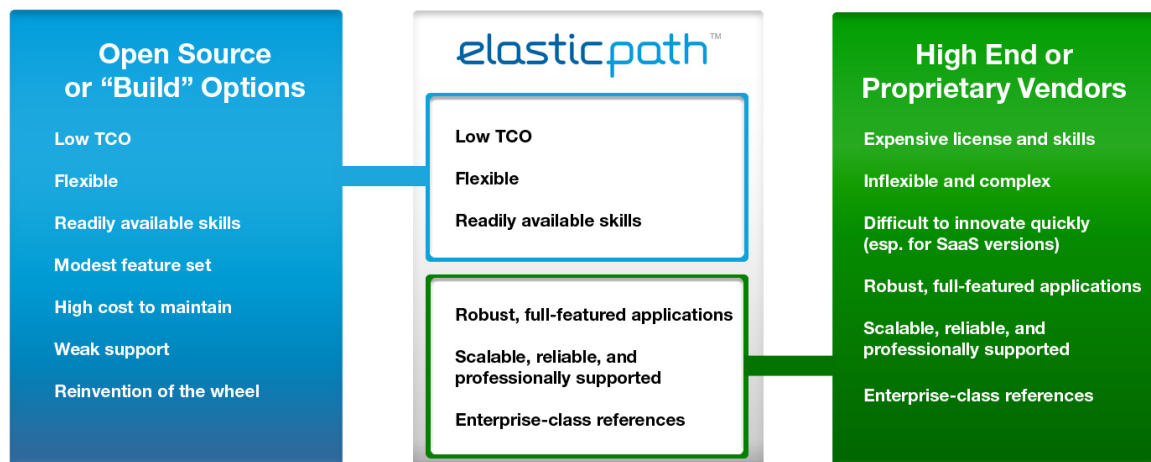 Open Source
or “Build” Options
Low TCO
Flexible
Readily available skills
Modest feature set
High cost to maintain
Weak support
Reinvention of the wheel
elasticpath™
Low TCO
Flexible
Readily available skills
Robust, full-featured applications
Scalable, reliable, and
professionally supported
Enterprise-class references
High End or
Proprietary Vendors
Expensive license and skills
Inflexible and complex
Difficult to innovate quickly
(esp. for SaaS versions)
Robust, full-featured applications
Scalable, reliable, and
professionally supported
Enterprise-class references